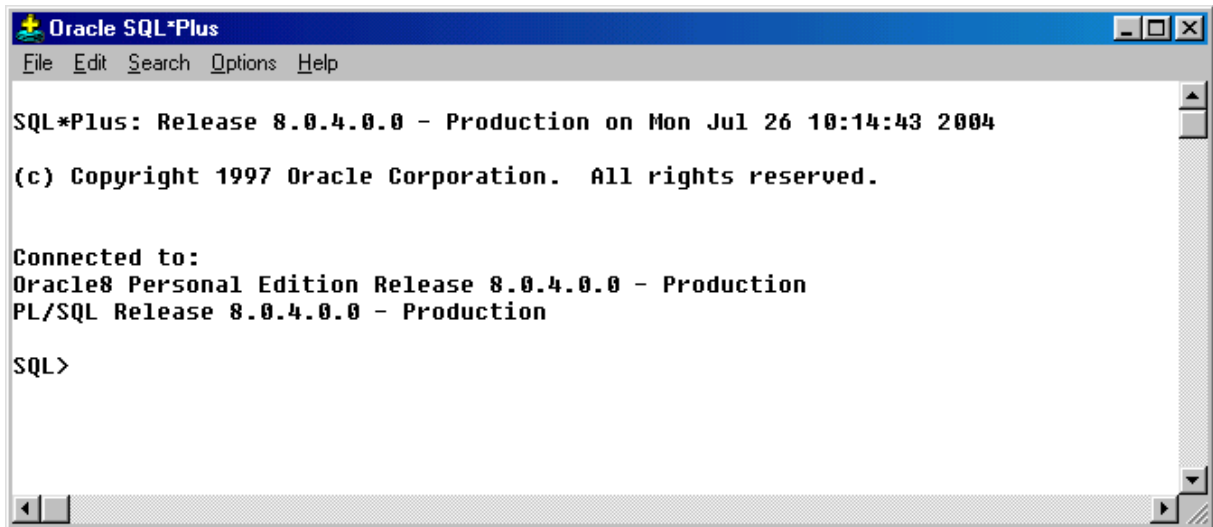 Oracle SQL*Plus
File Edit Search Options Help
SQL*Plus: Release 8.0.4.0.0 - Production on Mon Jul 26 10:14:43 2004
(c) Copyright 1997 Oracle Corporation.  All rights reserved.
Connected to:
Oracle8 Personal Edition Release 8.0.4.0.0 - Production
PL/SQL Release 8.0.4.0.0 - Production
SQL>